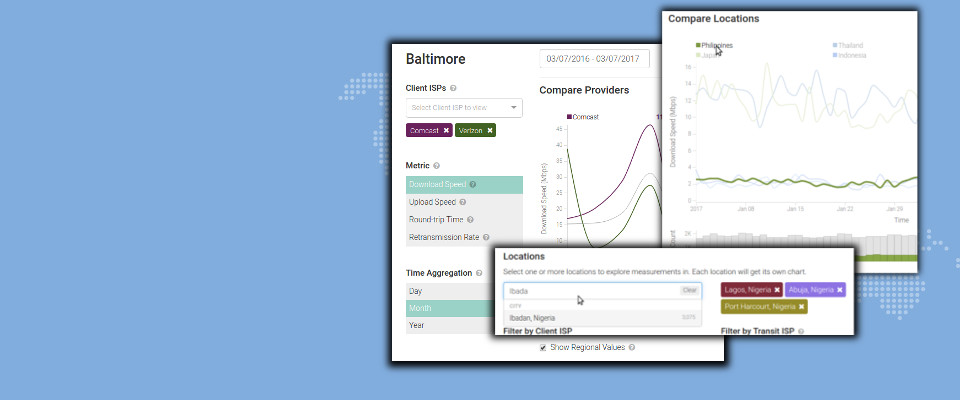 Baltimore
03/07/2016 - 03/07/2017
Client ISPs
Select Client ISP to view
Comcast ✖ Verizon ✖
Metric
Download Speed
Upload Speed
Round-trip Time
Retransmission Rate
Time Aggregation
Day
Month
Year
Compare Providers
Comcast
Download Speed (Mbps)
45
40
35
30
25
20
15
10
Show Regional Values
Compare Locations
Philippines Thailand
Japan Indonesia
Download Speed (Mbps)
16
14
12
10
8
6
4
2
0
2017 Jan 08 Jan 15 Jan 22 Jan 29
Time
2K
Locations
Select one or more locations to explore measurements in. Each location will get its own chart.
Ibada Clear
CITY
Ibadan, Nigeria
Lagos, Nigeria ✖ Abuja, Nigeria ✖
Port Harcourt, Nigeria ✖
Filter by Client ISP Filter by Transit ISP